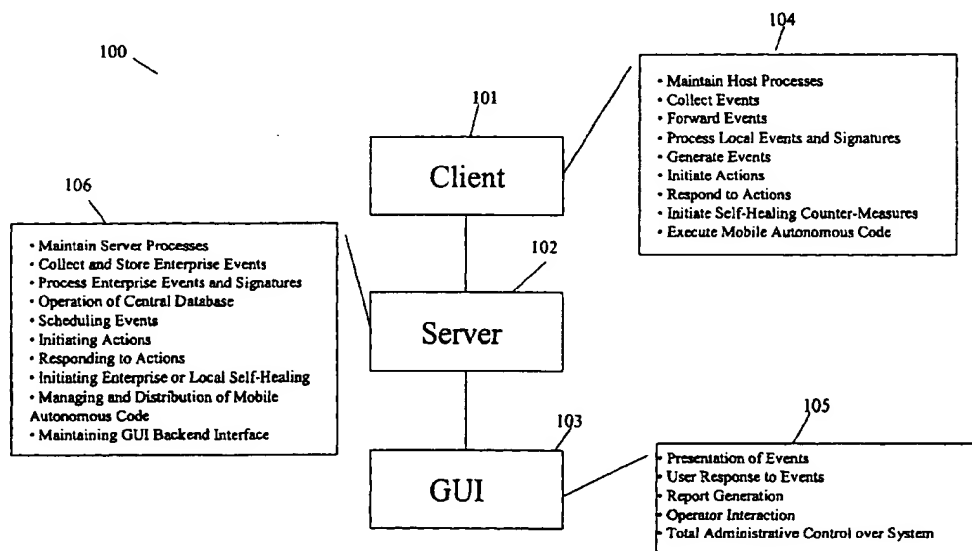 100
104
• Maintain Host Processes
• Collect Events
• Forward Events
• Process Local Events and Signatures
• Generate Events
• Initiate Actions
• Respond to Actions
• Initiate Self-Healing Counter-Measures
• Execute Mobile Autonomous Code
101
Client
106
• Maintain Server Processes
• Collect and Store Enterprise Events
• Process Enterprise Events and Signatures
• Operation of Central Database
• Scheduling Events
• Initiating Actions
• Responding to Actions
• Initiating Enterprise or Local Self-Healing
• Managing and Distribution of Mobile
Autonomous Code
• Maintaining GUI Backend Interface
102
Server
103
GUI
105
• Presentation of Events
• User Response to Events
• Report Generation
• Operator Interaction
• Total Administrative Control over System